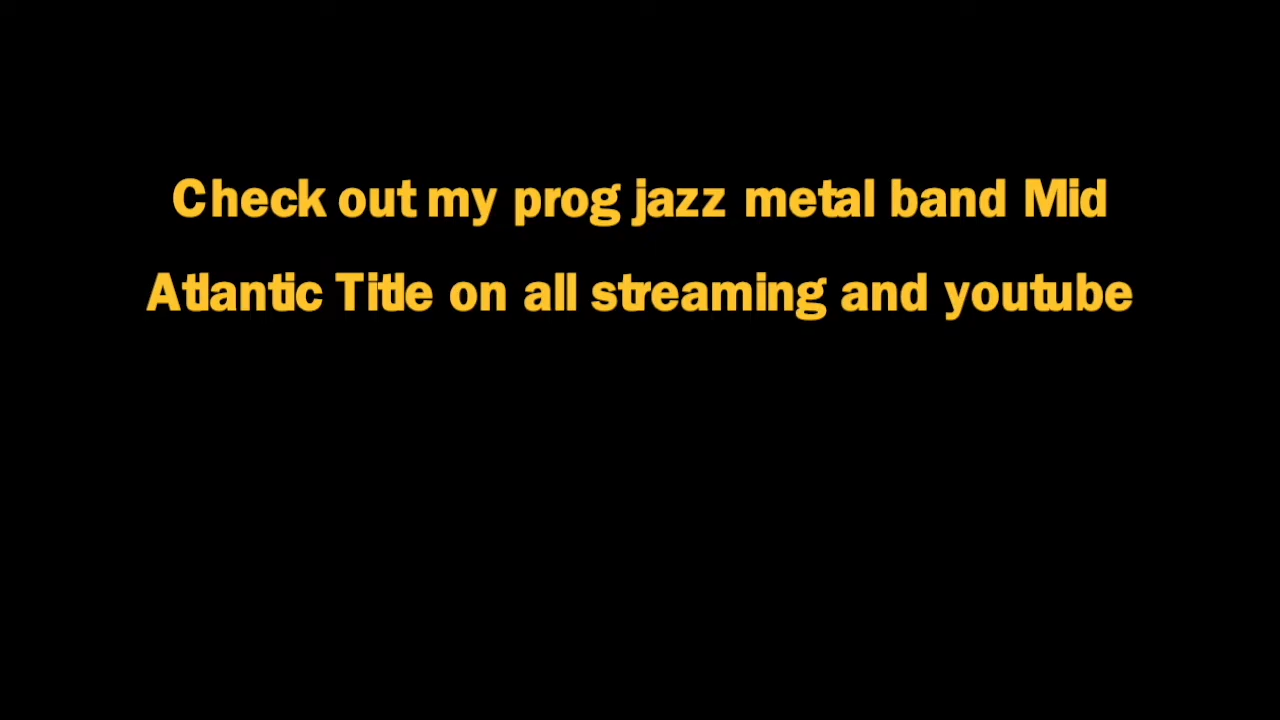 Check out my prog jazz metal band Mid
Atlantic Title on all streaming and youtube